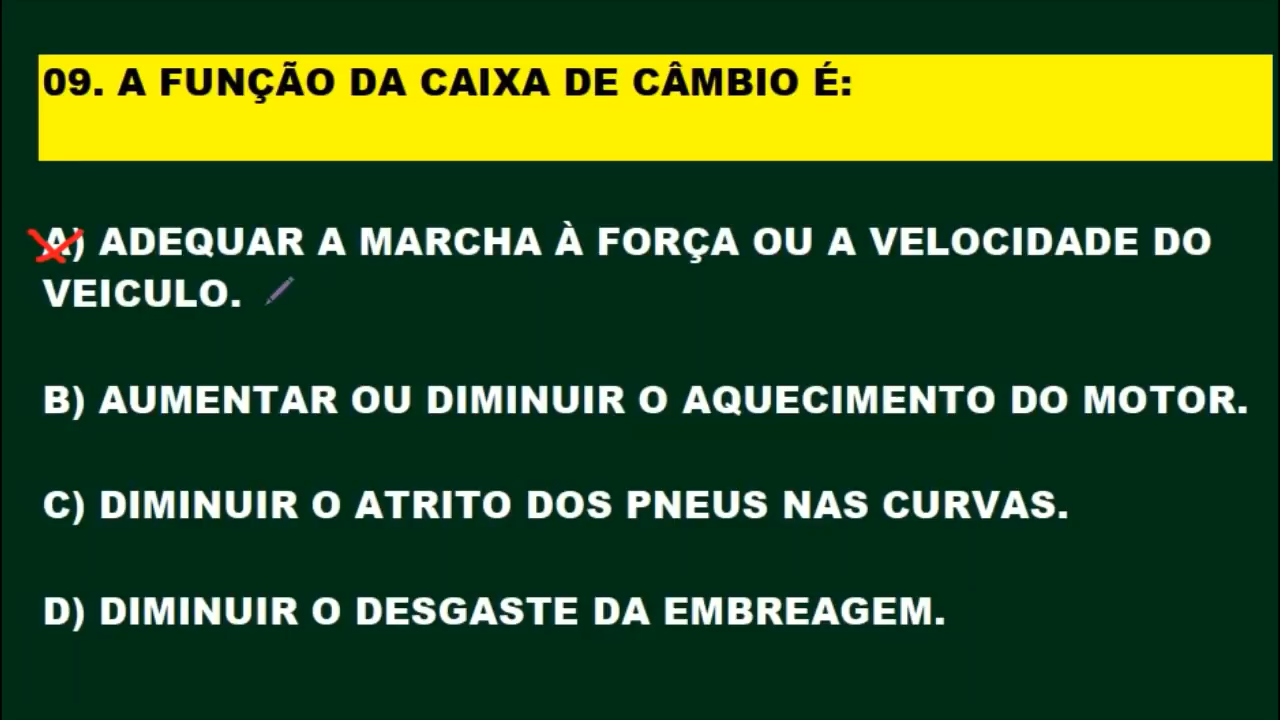 09. A FUNÇÃO DA CAIXA DE CÂMBIO É:
A) ADEQUAR A MARCHA À FORÇA OU A VELOCIDADE DO
VEICULO.
B) AUMENTAR OU DIMINUIR O AQUECIMENTO DO MOTOR.
C) DIMINUIR O ATRITO DOS PNEUS NAS CURVAS.
D) DIMINUIR O DESGASTE DA EMBREAGEM.